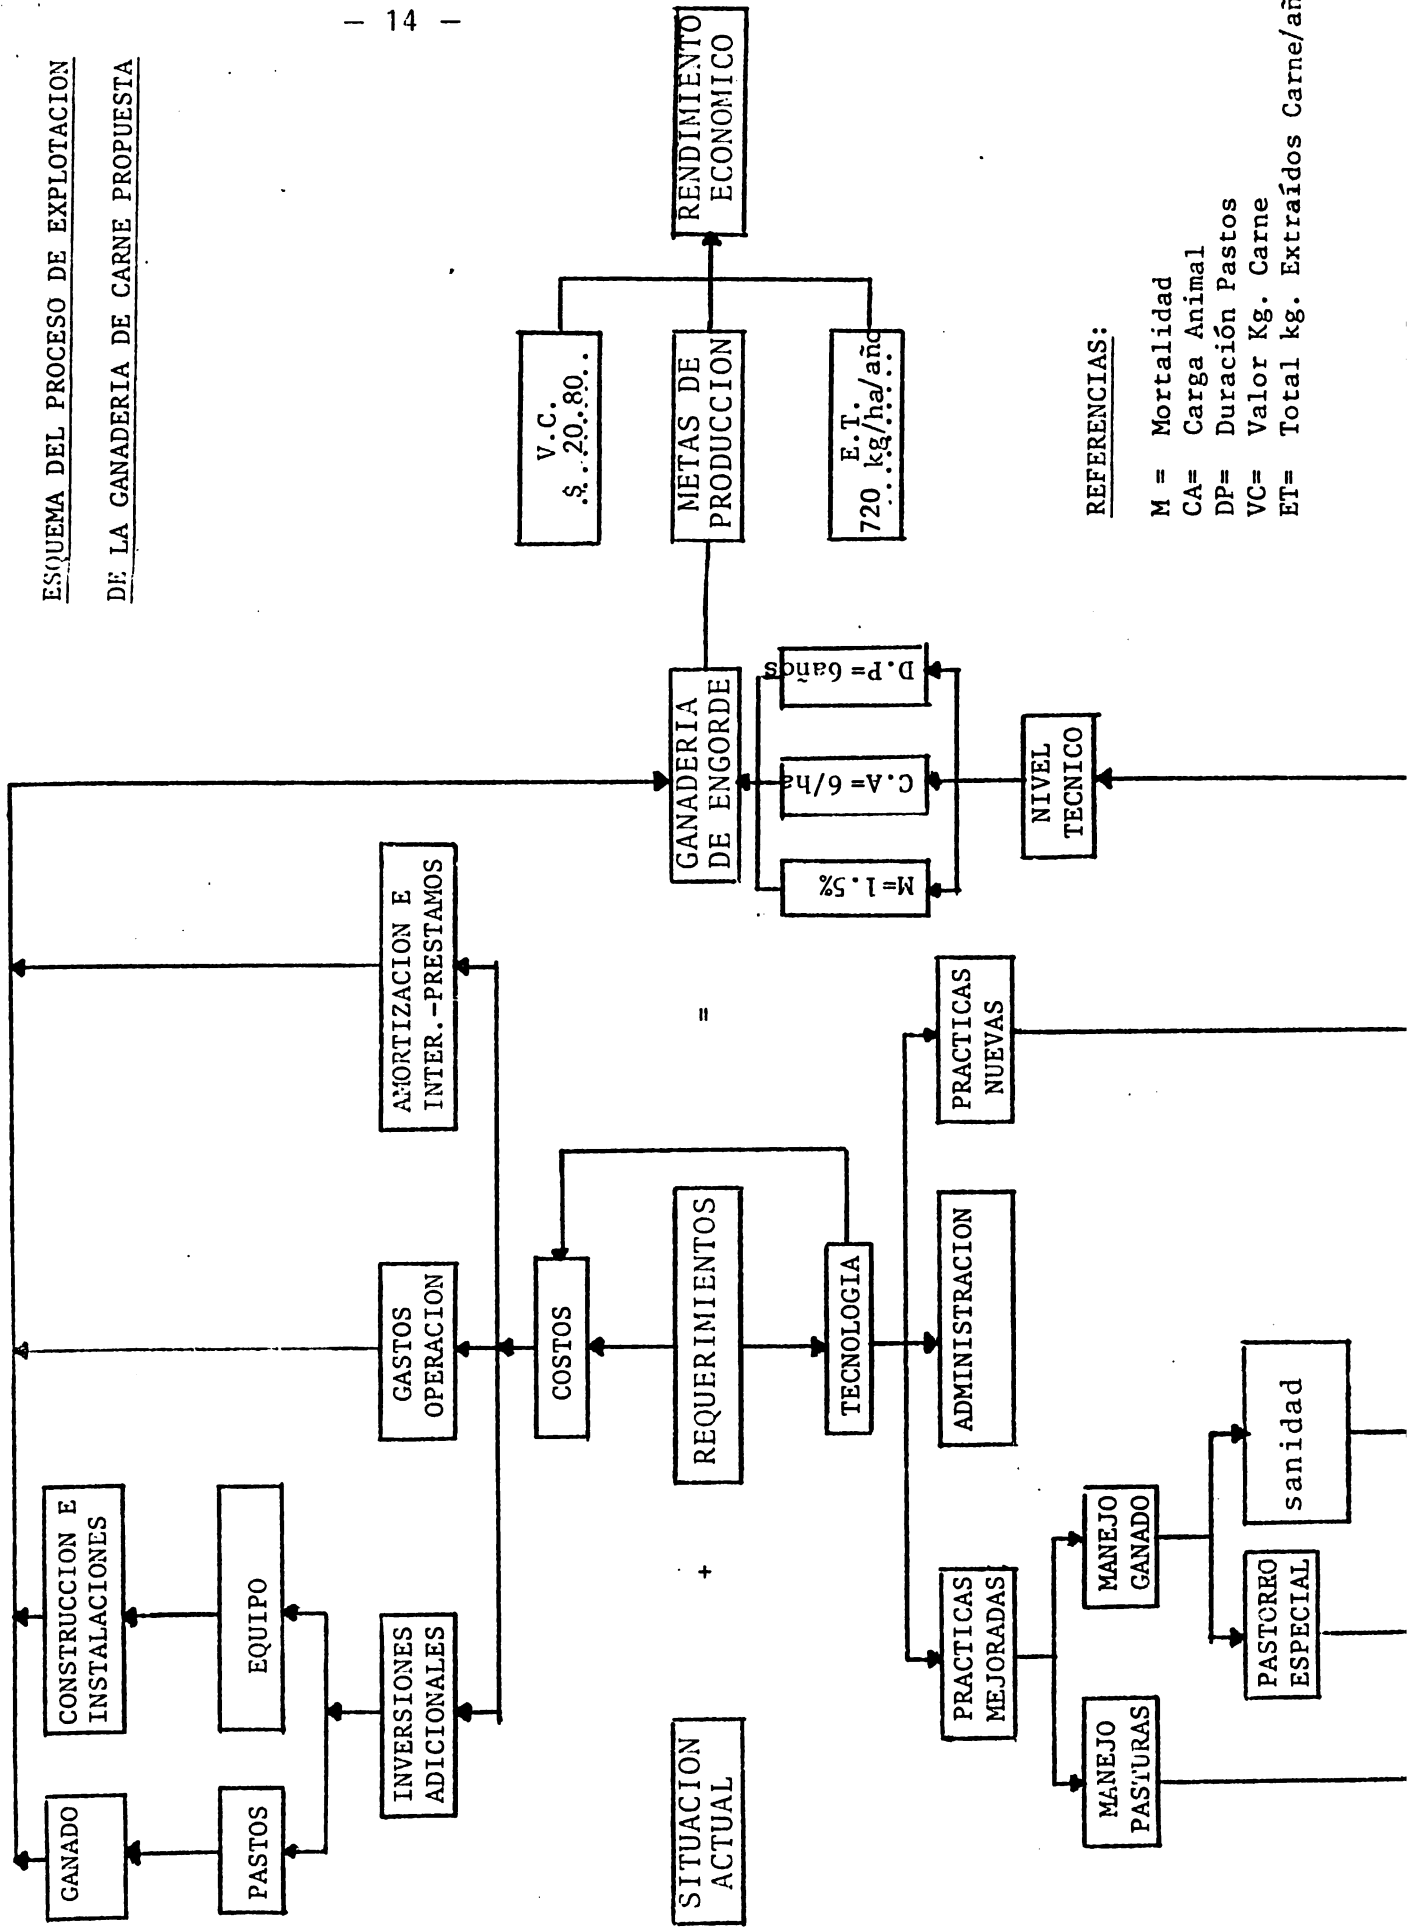 — 14 —
ESQUEMA DEL PROCESO DE EXPLOTACION
DE LA GANADERIA DE CARNE PROPUESTA
GANADO
CONSTRUCCION E
INSTALACIONES
PASTOS
EQUIPO
INVERSIONES
ADICIONALES
GASTOS
OPERACION
AMORTIZACION E
INTER.-PRESTAMOS
COSTOS
SITUACION
ACTUAL
+
REQUERIMIENTOS
=
GANADERIA
DE ENGORDE
METAS DE
PRODUCCION
RENDIMIENTO
ECONOMICO
V.C.
$ 20.80
E.T.
720 kg/ha/año
M=1.5%
C.A= 6/ha
D.P= 6años
NIVEL
TECNICO
TECNOLOGIA
PRACTICAS
MEJORADAS
ADMINISTRACION
PRACTICAS
NUEVAS
MANEJO
PASTURAS
MANEJO
GANADO
PASTORRO
ESPECIAL
sanidad
REFERENCIAS:
M = Mortalidad
CA= Carga Animal
DP= Duración Pastos
VC= Valor Kg. Carne
ET= Total kg. Extraídos Carne/añ